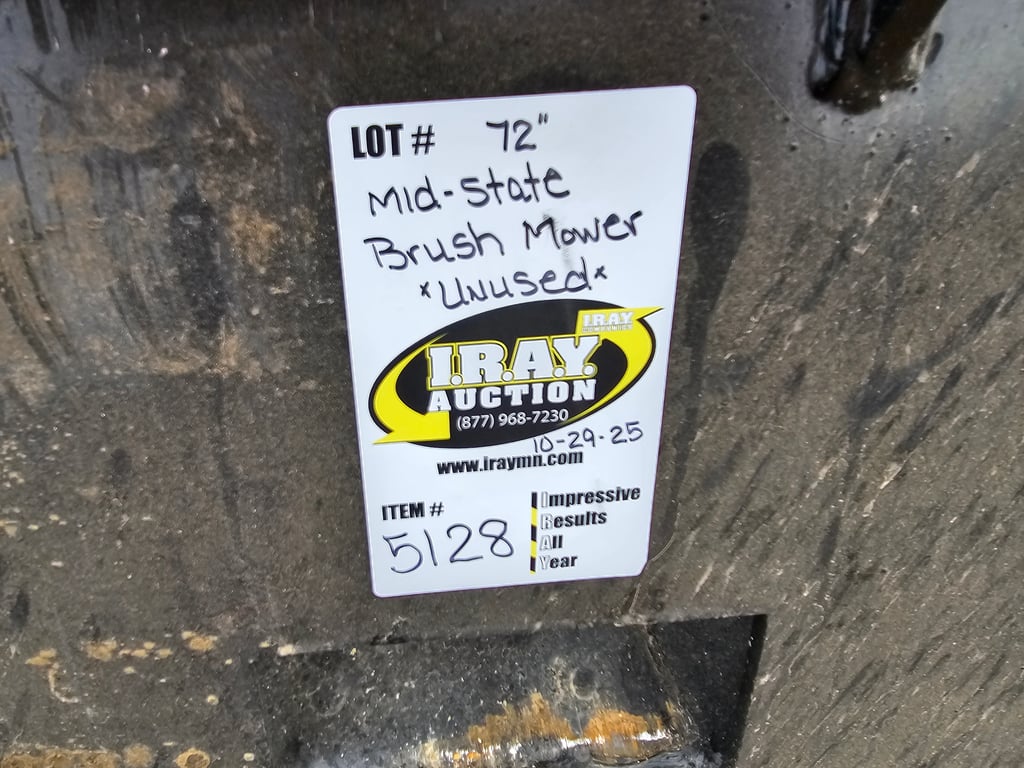 LOT # 72"
Mid-State
Brush Mower
*Unused*
I.R.A.Y.
COMPANIES
I.R.A.Y.
AUCTION
(877) 968-7230
10-29-25
www.iraymn.com
ITEM #
5128
Impressive
Results
All
Year